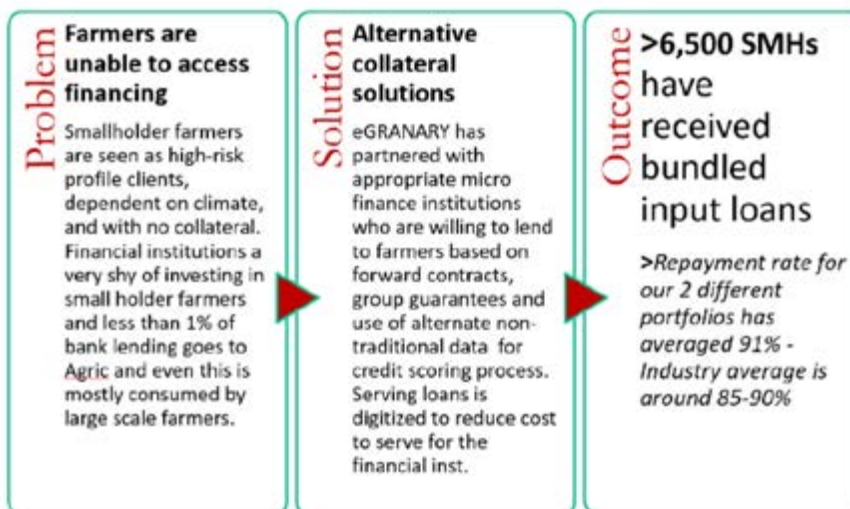 Problem
Farmers are
unable to access
financing
Smallholder farmers
are seen as high-risk
profile clients,
dependent on climate,
and with no collateral.
Financial institutions a
very shy of investing in
small holder farmers
and less than 1% of
bank lending goes to
Agric and even this is
mostly consumed by
large scale farmers.
Solution
Alternative
collateral
solutions
eGRANARY has
partnered with
appropriate micro
finance institutions
who are willing to lend
to farmers based on
forward contracts,
group guarantees and
use of alternate non-
traditional data for
credit scoring process.
Serving loans is
digitized to reduce cost
to serve for the
financial inst.
Outcome
>6,500 SMHs
have
received
bundled
input loans
>Repayment rate for
our 2 different
portfolios has
averaged 91% -
Industry average is
around 85-90%